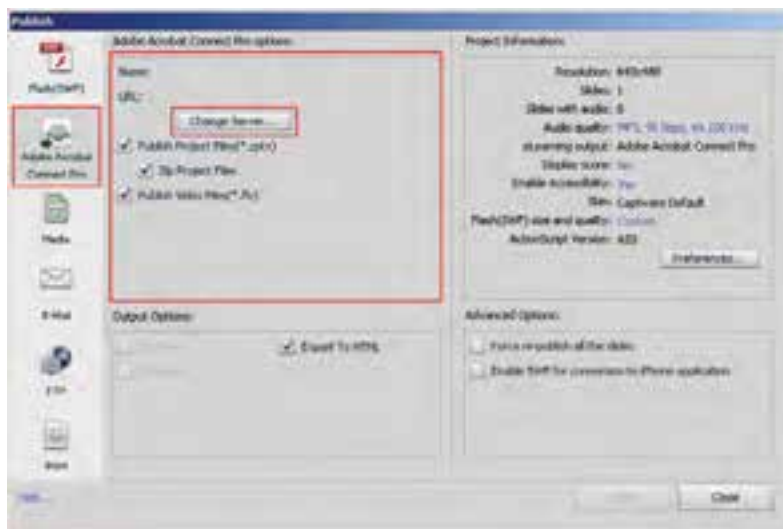 Publish
Flash(SWF)
Adobe Acrobat
Connect Pro
Media
E-Mail
FTP
Print
Adobe Acrobat Connect Pro options:
Name:
URL:
Change Server...
Publish Project Files(*.cptx)
Zip Project Files
Publish Video Files(*.flv)
Output Options:
Export To HTML
Project Information:
Resolution: 640x480
Slides: 1
Slides with audio: 0
Audio quality: MP3,
eLearning output: Adobe Acrobat Connect Pro
Display score: No
Enable Accessibility: Yes
Skin: Captivate Default
Flash(SWF) size and quality: Custom
ActionScript Version: AS3
Preferences...
Advanced Options:
Force re-publish all the slides
Enable SWF for conversion to iPhone application
Close